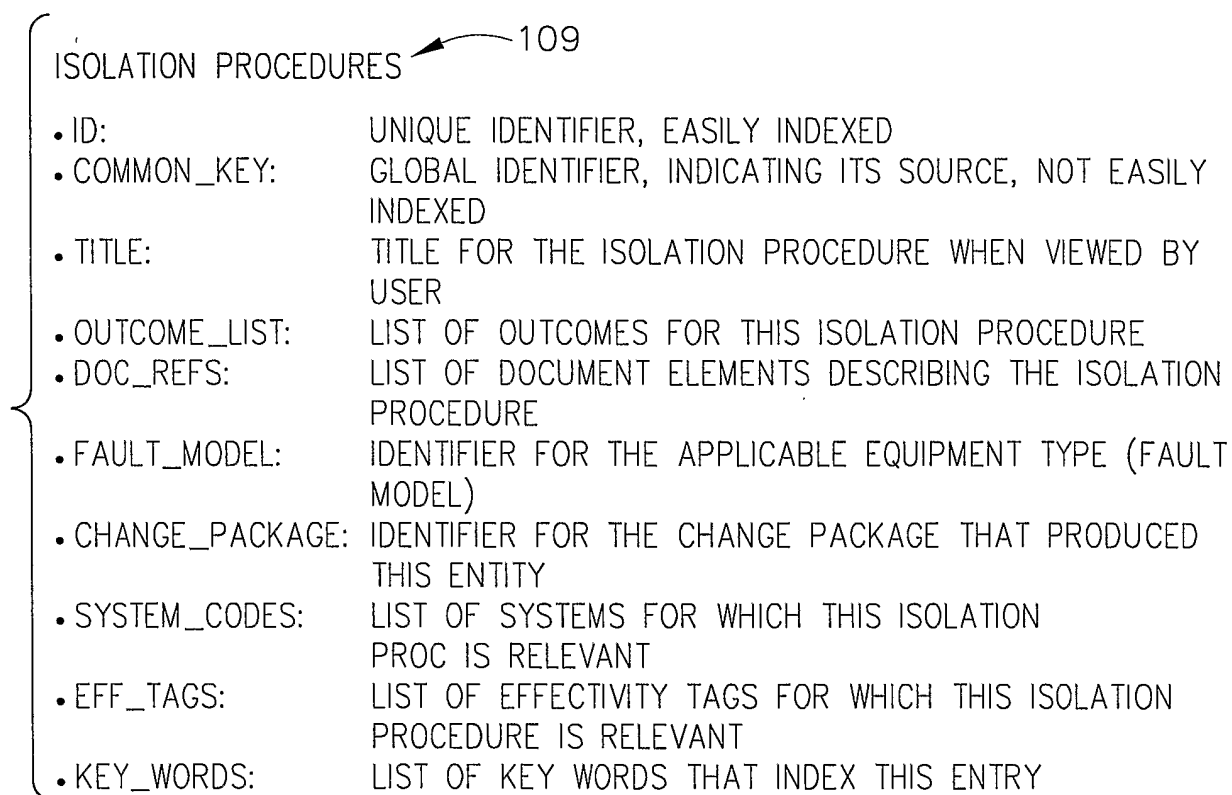 109
ISOLATION PROCEDURES
• ID: UNIQUE IDENTIFIER, EASILY INDEXED
• COMMON_KEY: GLOBAL IDENTIFIER, INDICATING ITS SOURCE, NOT EASILY
INDEXED
• TITLE: TITLE FOR THE ISOLATION PROCEDURE WHEN VIEWED BY
USER
• OUTCOME_LIST: LIST OF OUTCOMES FOR THIS ISOLATION PROCEDURE
• DOC_REFS: LIST OF DOCUMENT ELEMENTS DESCRIBING THE ISOLATION
PROCEDURE
• FAULT_MODEL: IDENTIFIER FOR THE APPLICABLE EQUIPMENT TYPE (FAULT
MODEL)
• CHANGE_PACKAGE: IDENTIFIER FOR THE CHANGE PACKAGE THAT PRODUCED
THIS ENTITY
• SYSTEM_CODES: LIST OF SYSTEMS FOR WHICH THIS ISOLATION
PROC IS RELEVANT
• EFF_TAGS: LIST OF EFFECTIVITY TAGS FOR WHICH THIS ISOLATION
PROCEDURE IS RELEVANT
• KEY_WORDS: LIST OF KEY WORDS THAT INDEX THIS ENTRY